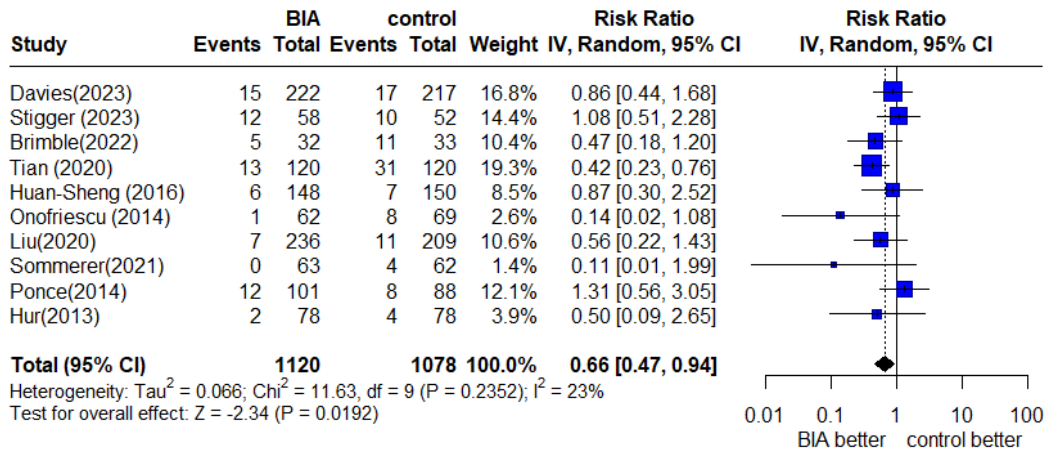 BIA control Risk Ratio Risk Ratio
Study Events Total Events Total Weight IV, Random, 95% CI IV, Random, 95% CI
Davies(2023) 15 222 17 217 16.8% 0.86 [0.44, 1.68]
Stigger (2023) 12 58 10 52 14.4% 1.08 [0.51, 2.28]
Brimble(2022) 5 32 11 33 10.4% 0.47 [0.18, 1.20]
Tian (2020) 13 120 31 120 19.3% 0.42 [0.23, 0.76]
Huan-Sheng (2016) 6 148 7 150 8.5% 0.87 [0.30, 2.52]
Onofriescu (2014) 1 62 8 69 2.6% 0.14 [0.02, 1.08]
Liu(2020) 7 236 11 209 10.6% 0.56 [0.22, 1.43]
Sommerer(2021) 0 63 4 62 1.4% 0.11 [0.01, 1.99]
Ponce(2014) 12 101 8 88 12.1% 1.31 [0.56, 3.05]
Hur(2013) 2 78 4 78 3.9% 0.50 [0.09, 2.65]
Total (95% CI) 1120 1078 100.0% 0.66 [0.47, 0.94]
Heterogeneity: Tau² = 0.066; Chi² = 11.63, df = 9 (P = 0.2352); I² = 23%
Test for overall effect: Z = -2.34 (P = 0.0192)
0.01 0.1 1 10 100
BIA better control better